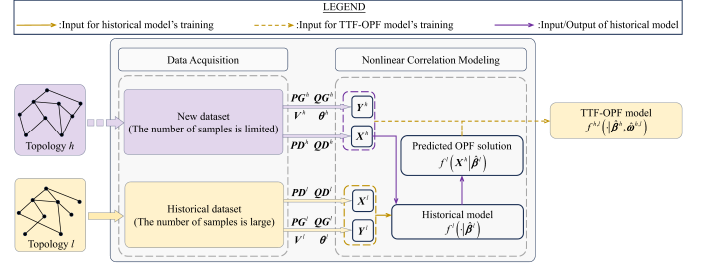 LEGEND
:Input for historical model's training
:Input for TTF-OPF model's training
:Input/Output of historical model
Data Acquisition
Nonlinear Correlation Modeling
Topology h
New dataset
(The number of samples is limited)
PG^h QG^h
V^h θ^h
PD^h QD^h
Y^h
X^h
TTF-OPF model
f^{h,l}(·|β̂^h, ω̂^{h,l})
Predicted OPF solution
f^l(X^h|β̂^l)
Topology l
Historical dataset
(The number of samples is large)
PD^l QD^l
PG^l QG^l
V^l θ^l
X^l
Y^l
Historical model
f^l(·|β̂^l)